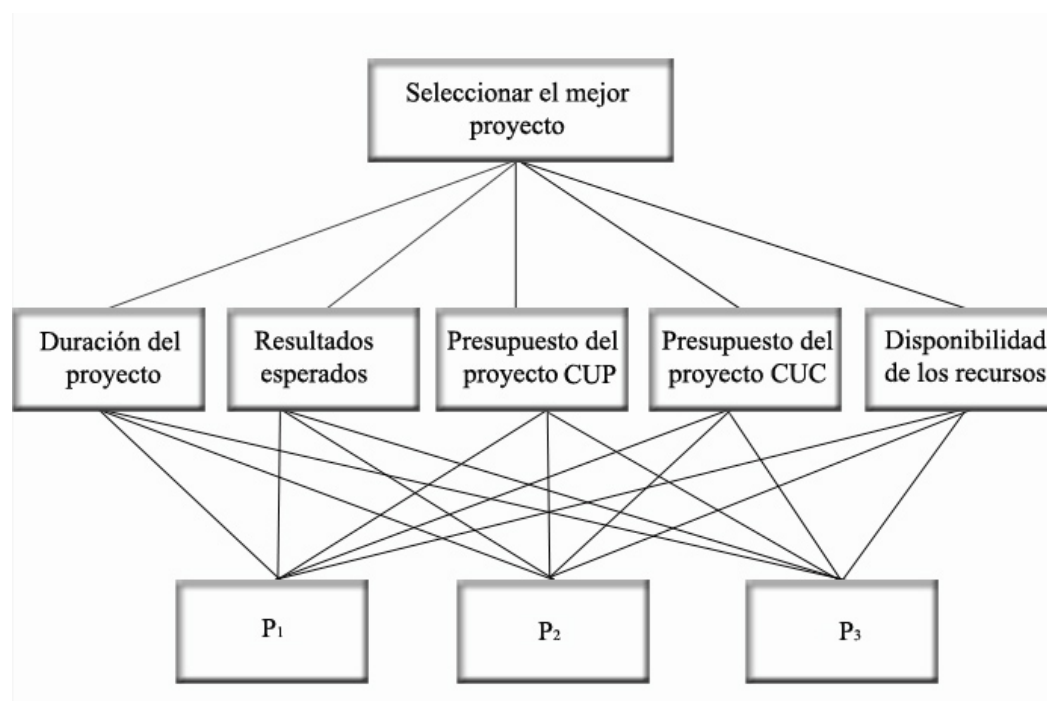 Seleccionar el mejor
proyecto
Duración del
proyecto
Resultados
esperados
Presupuesto del
proyecto CUP
Presupuesto del
proyecto CUC
Disponibilidad
de los recursos
P₁
P₂
P₃